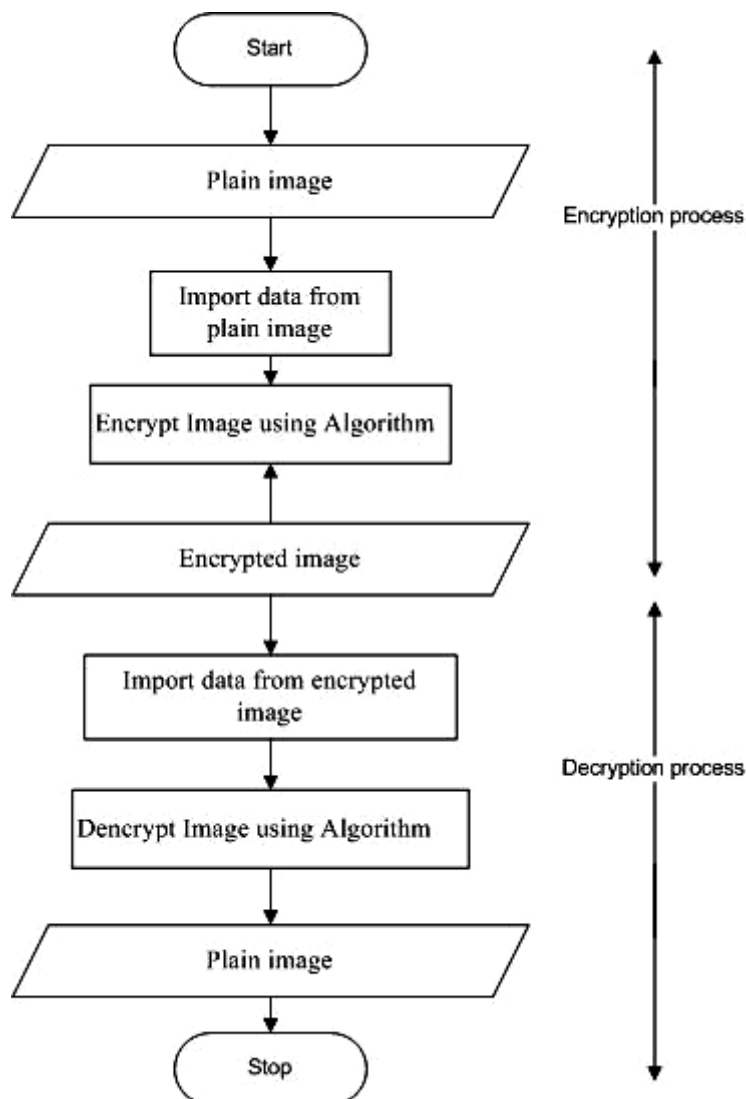 Start
Plain image
Encryption process
Import data from
plain image
Encrypt Image using Algorithm
Encrypted image
Import data from encrypted
image
Decryption process
Dencrypt Image using Algorithm
Plain image
Stop